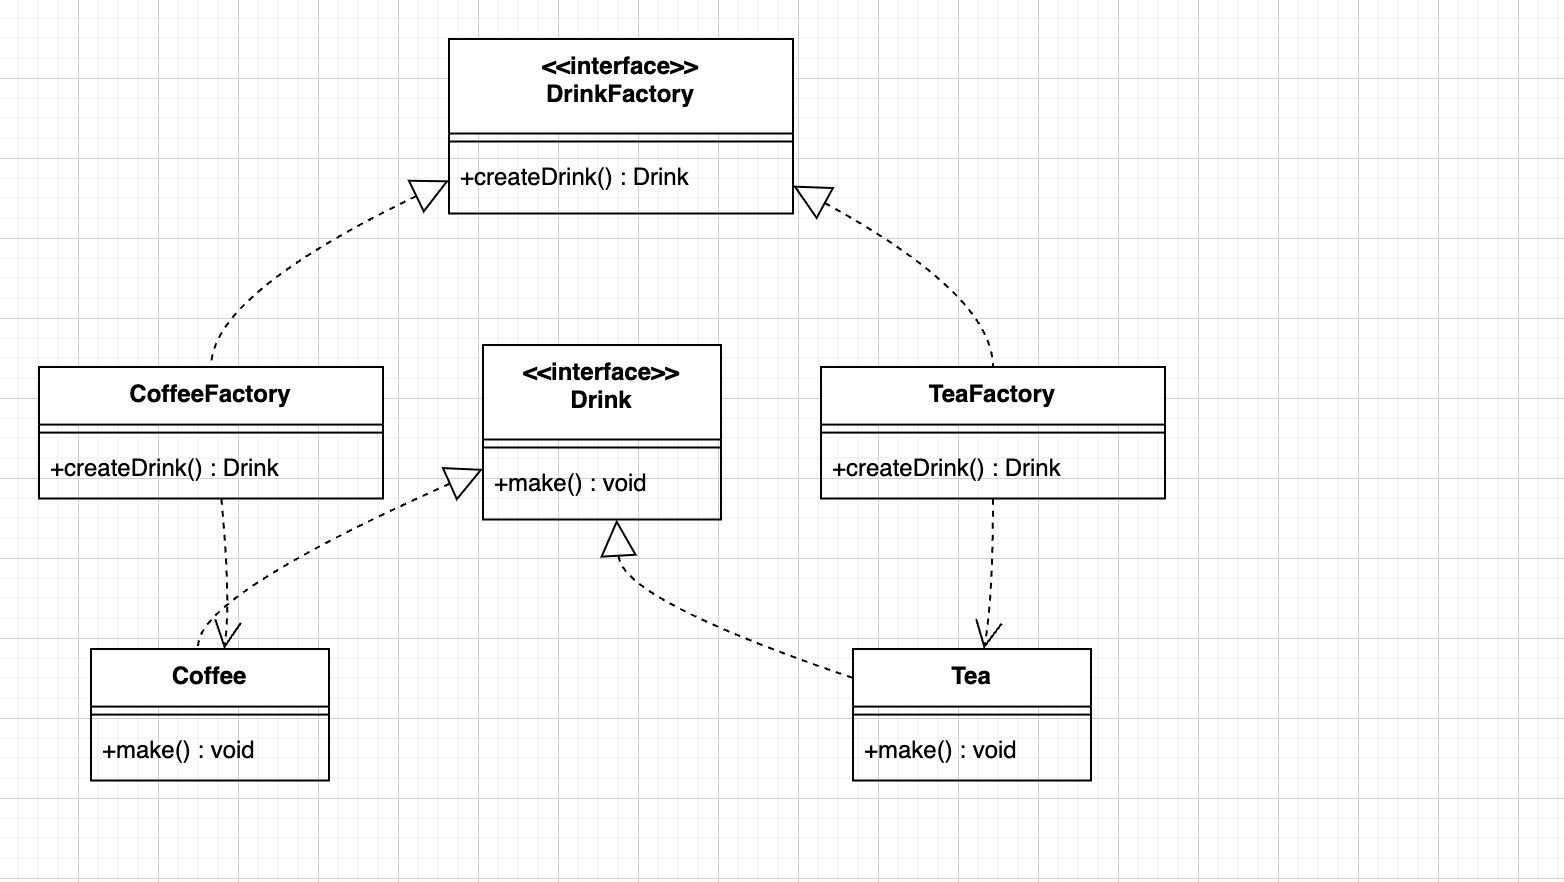 <<interface>>
DrinkFactory
+createDrink() : Drink
CoffeeFactory
+createDrink() : Drink
<<interface>>
Drink
+make() : void
TeaFactory
+createDrink() : Drink
Coffee
+make() : void
Tea
+make() : void